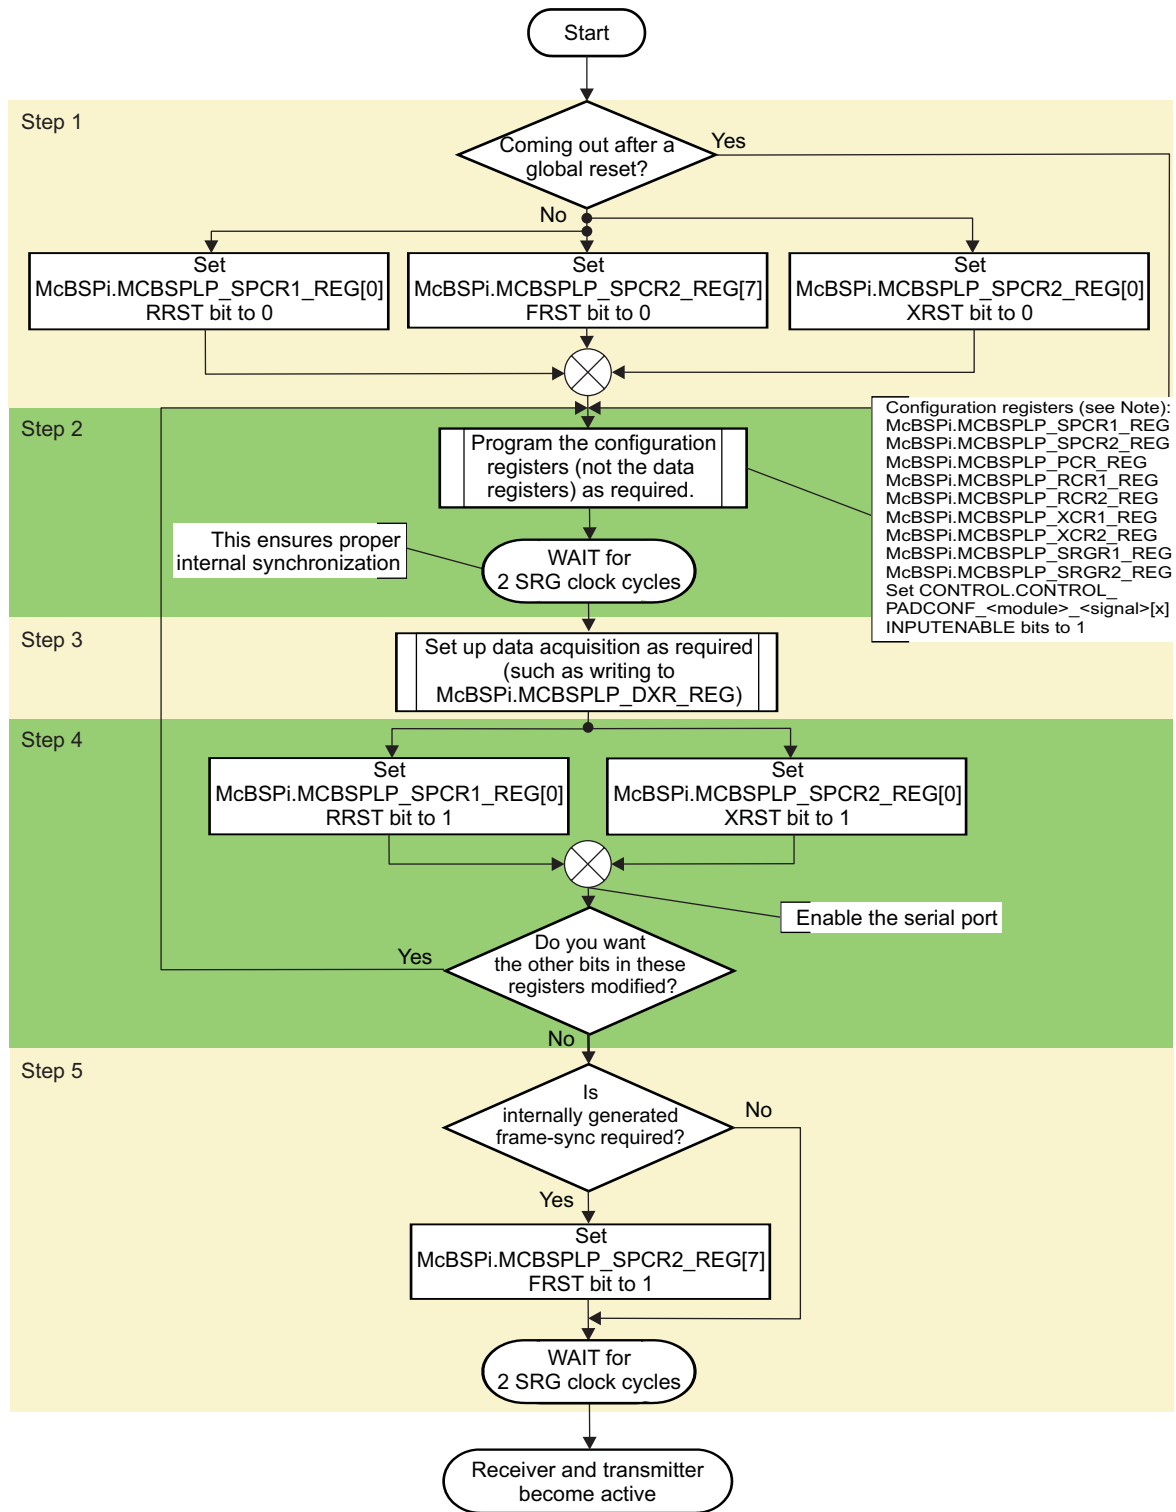 Start
Step 1
Coming out after a
global reset?
Yes
No
Set
McBSPi.MCBSPLP_SPCR1_REG[0]
RRST bit to 0
Set
McBSPi.MCBSPLP_SPCR2_REG[7]
FRST bit to 0
Set
McBSPi.MCBSPLP_SPCR2_REG[0]
XRST bit to 0
Step 2
Program the configuration
registers (not the data
registers) as required.
Configuration registers (see Note):
McBSPi.MCBSPLP_SPCR1_REG
McBSPi.MCBSPLP_SPCR2_REG
McBSPi.MCBSPLP_PCR_REG
McBSPi.MCBSPLP_RCR1_REG
McBSPi.MCBSPLP_RCR2_REG
McBSPi.MCBSPLP_XCR1_REG
McBSPi.MCBSPLP_XCR2_REG
McBSPi.MCBSPLP_SRGR1_REG
McBSPi.MCBSPLP_SRGR2_REG
Set CONTROL.CONTROL_
PADCONF_<module>_<signal>[x]
INPUTENABLE bits to 1
This ensures proper
internal synchronization
WAIT for
2 SRG clock cycles
Step 3
Set up data acquisition as required
(such as writing to
McBSPi.MCBSPLP_DXR_REG)
Step 4
Set
McBSPi.MCBSPLP_SPCR1_REG[0]
RRST bit to 1
Set
McBSPi.MCBSPLP_SPCR2_REG[0]
XRST bit to 1
Enable the serial port
Do you want
the other bits in these
registers modified?
Yes
No
Step 5
Is
internally generated
frame-sync required?
No
Yes
Set
McBSPi.MCBSPLP_SPCR2_REG[7]
FRST bit to 1
WAIT for
2 SRG clock cycles
Receiver and transmitter
become active